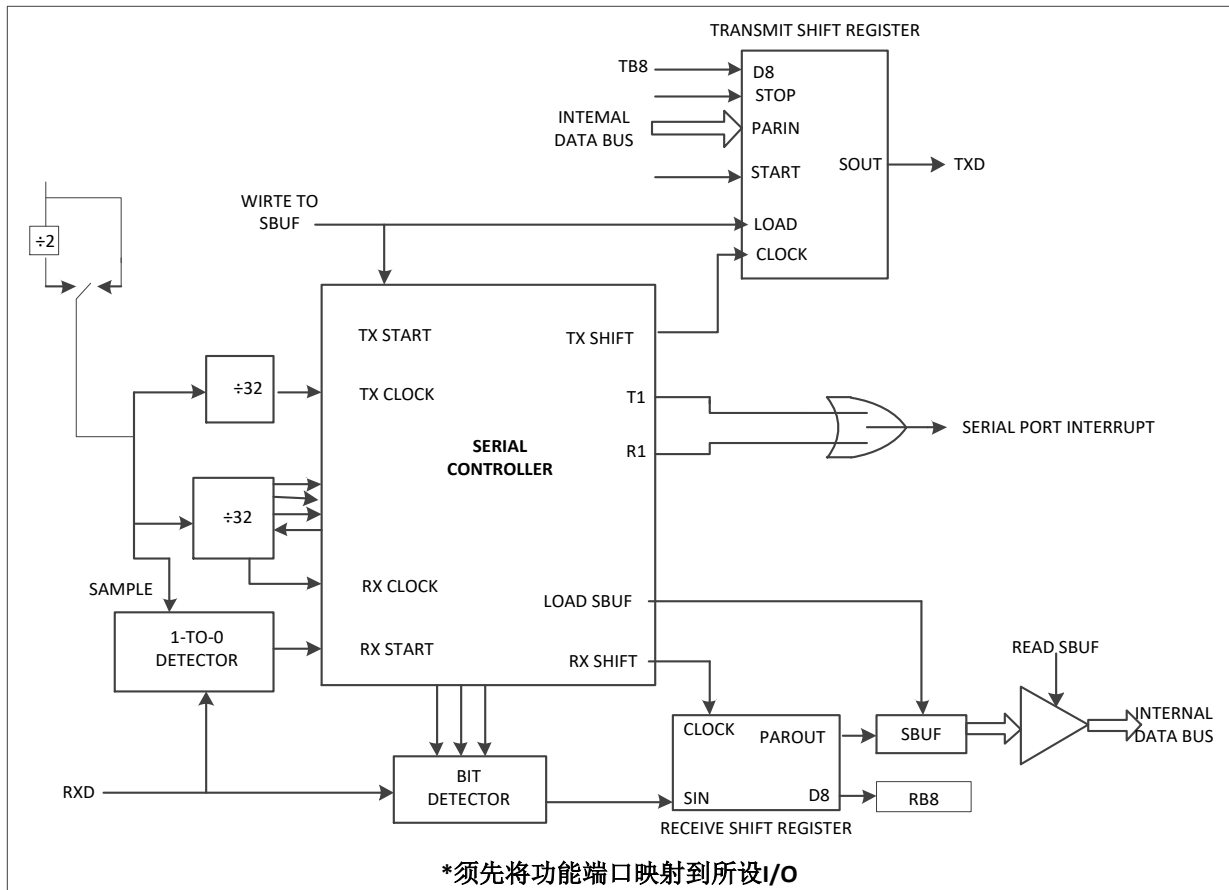 TRANSMIT SHIFT REGISTER
TB8
D8
STOP
INTEMAL
DATA BUS
PARIN
START
SOUT
TXD
WIRTE TO
SBUF
LOAD
CLOCK
÷2
TX START
TX SHIFT
÷32
TX CLOCK
T1
SERIAL PORT INTERRUPT
SERIAL
CONTROLLER
R1
÷32
RX CLOCK
SAMPLE
LOAD SBUF
1-TO-0
DETECTOR
RX START
RX SHIFT
READ SBUF
CLOCK
PAROUT
SBUF
INTERNAL
DATA BUS
RXD
BIT
DETECTOR
SIN
D8
RB8
RECEIVE SHIFT REGISTER
*须先将功能端口映射到所设I/O